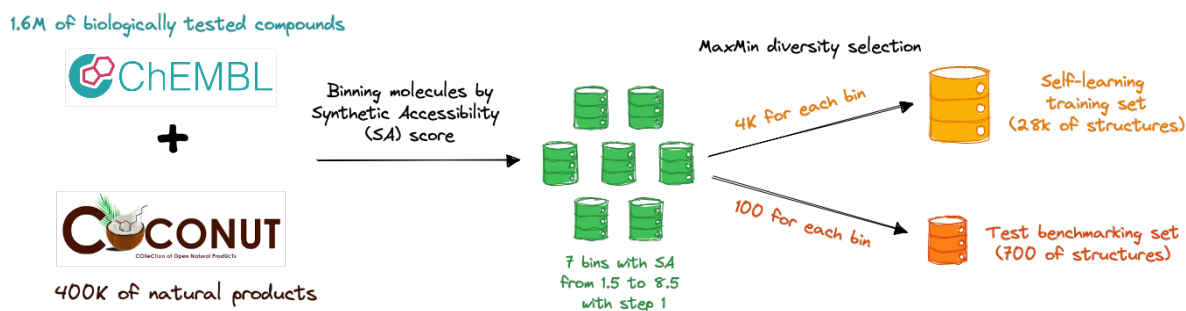 1.6M of biologically tested compounds
ChEMBL
+
COCONUT
COlleCtion of Open Natural ProdUcTs
400K of natural products
Binning molecules by
Synthetic Accessibility
(SA) score
7 bins with SA
from 1.5 to 8.5
with step 1
MaxMin diversity selection
4K for each bin
100 for each bin
Self-learning
training set
(28k of structures)
Test benchmarking set
(700 of structures)